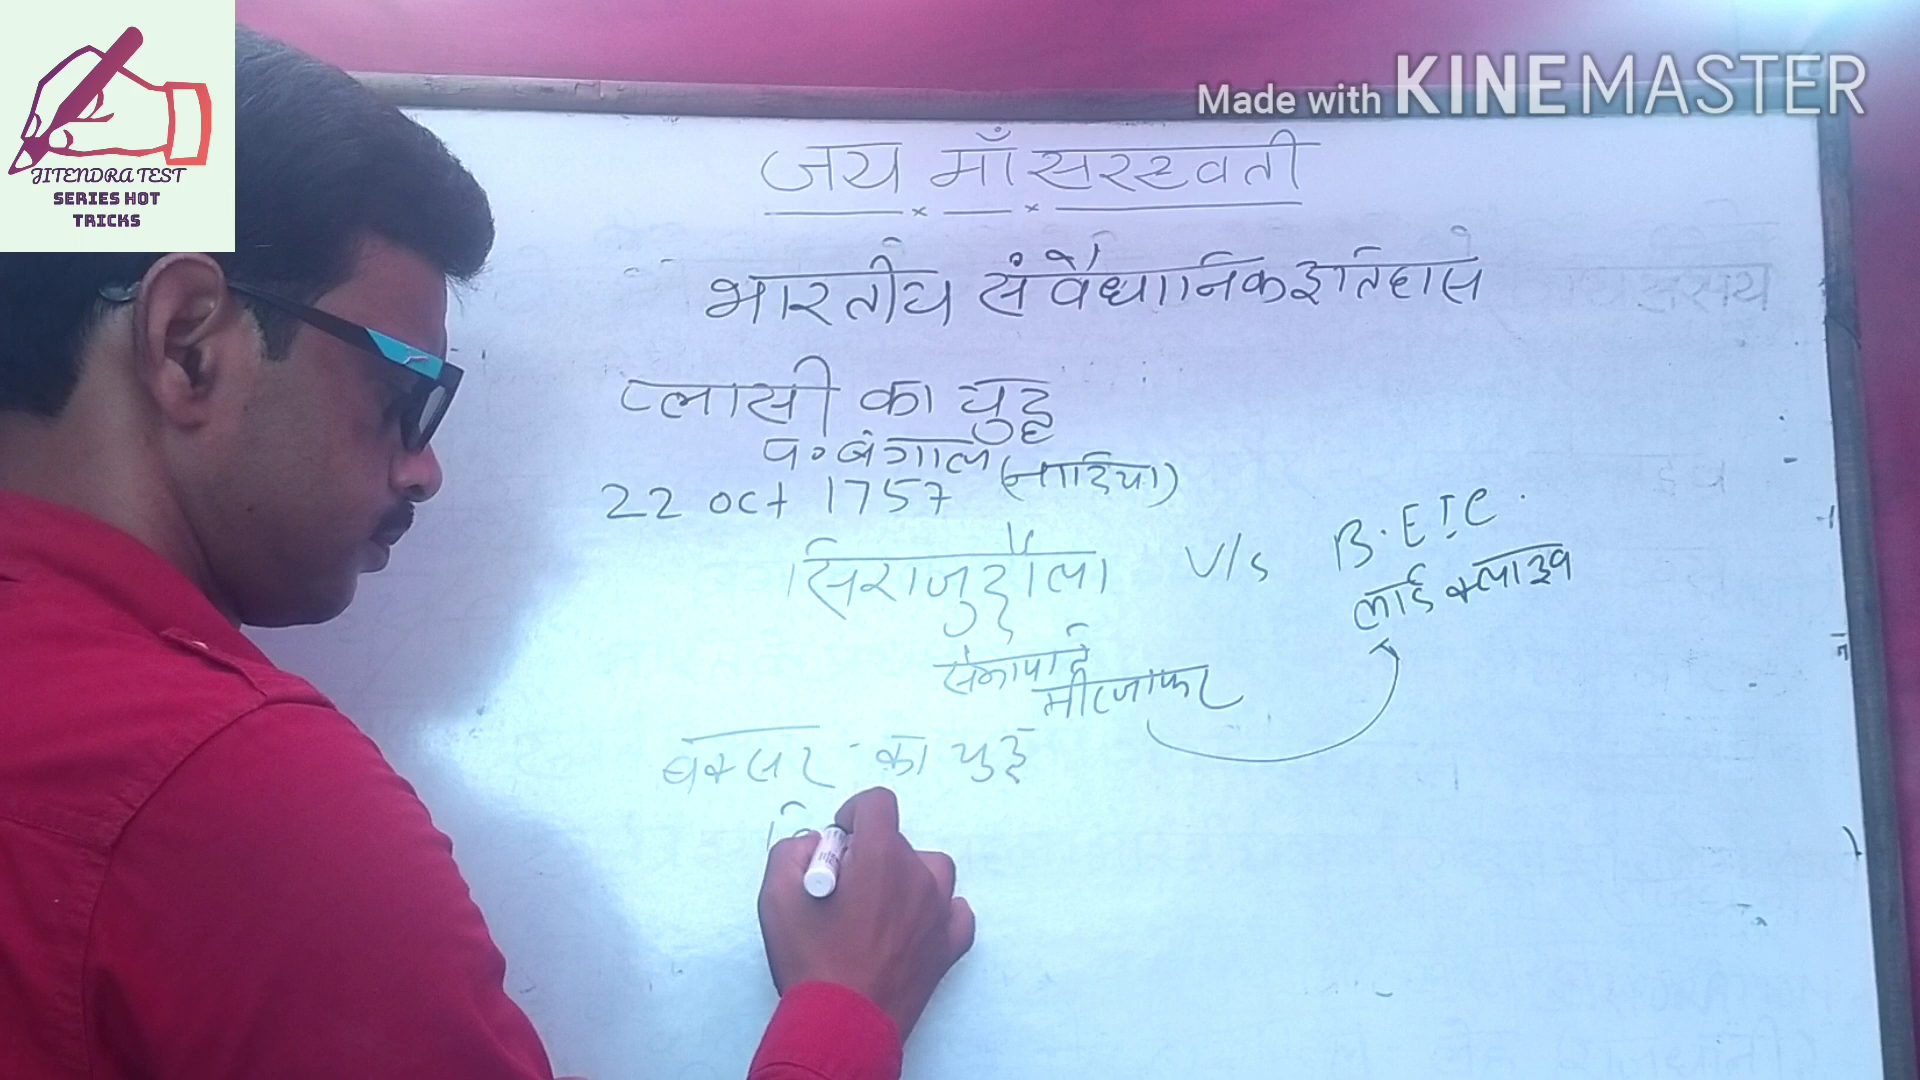 JITENDRA TEST
SERIES HOT
TRICKS
Made with KINEMASTER
जय माँ सरस्वती
भारतीय संवैधानिक इतिहास
प्लासी का युद्ध
प॰ बंगाल (नादिया)
22 Oct 1757
सिराजुद्दौला V/s B.E.I.C.
लार्ड क्लाइव
सेनापति
मीरजाफर
बक्सर का युद्ध